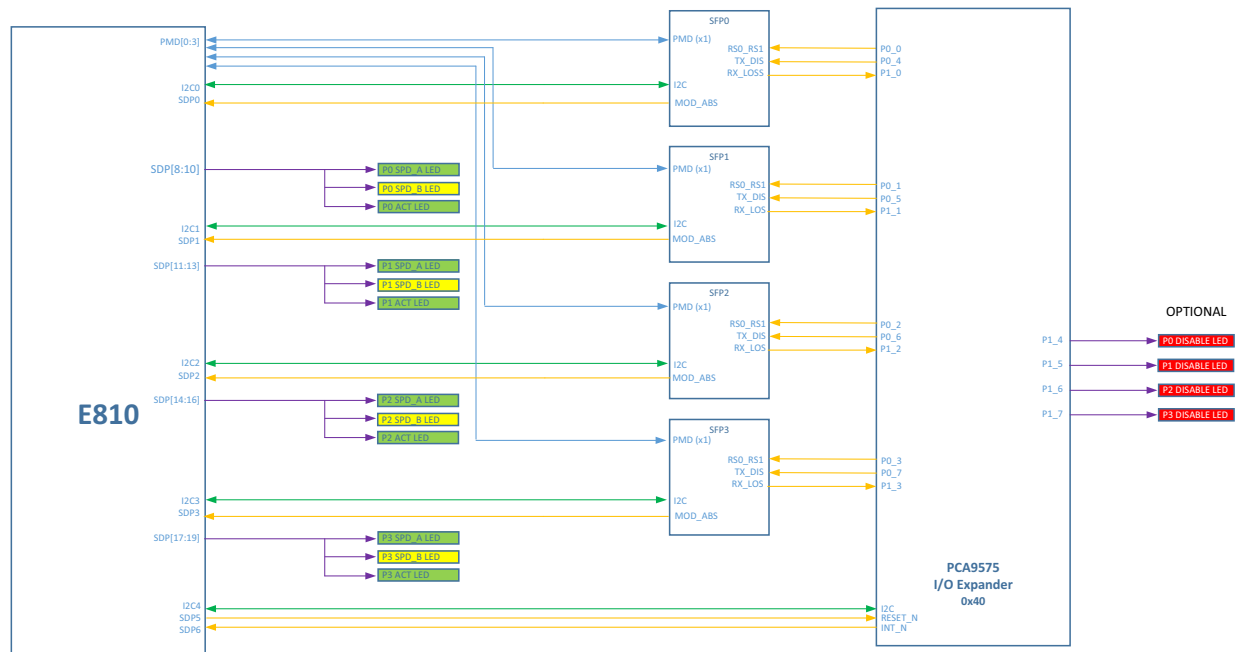 SFP0
PMD[0:3]
PMD (x1)
RS0_RS1
P0_0
TX_DIS
P0_4
RX_LOSS
P1_0
I2C0
I2C
SDP0
MOD_ABS
SFP1
SDP[8:10]
P0 SPD_A LED
PMD (x1)
P0 SPD_B LED
RS0_RS1
P0_1
TX_DIS
P0_5
P0 ACT LED
RX_LOS
P1_1
I2C1
I2C
SDP1
MOD_ABS
SDP[11:13]
P1 SPD_A LED
P1 SPD_B LED
SFP2
P1 ACT LED
PMD (x1)
OPTIONAL
RS0_RS1
P0_2
TX_DIS
P0_6
P1_4
P0 DISABLE LED
RX_LOS
P1_2
I2C2
I2C
P1_5
P1 DISABLE LED
SDP2
MOD_ABS
P1_6
P2 DISABLE LED
SDP[14:16]
P2 SPD_A LED
E810
P2 SPD_B LED
P1_7
P3 DISABLE LED
SFP3
P2 ACT LED
PMD (x1)
RS0_RS1
P0_3
TX_DIS
P0_7
RX_LOS
P1_3
I2C3
I2C
SDP3
MOD_ABS
SDP[17:19]
P3 SPD_A LED
P3 SPD_B LED
P3 ACT LED
PCA9575
I/O Expander
0x40
I2C4
I2C
SDP5
RESET_N
SDP6
INT_N